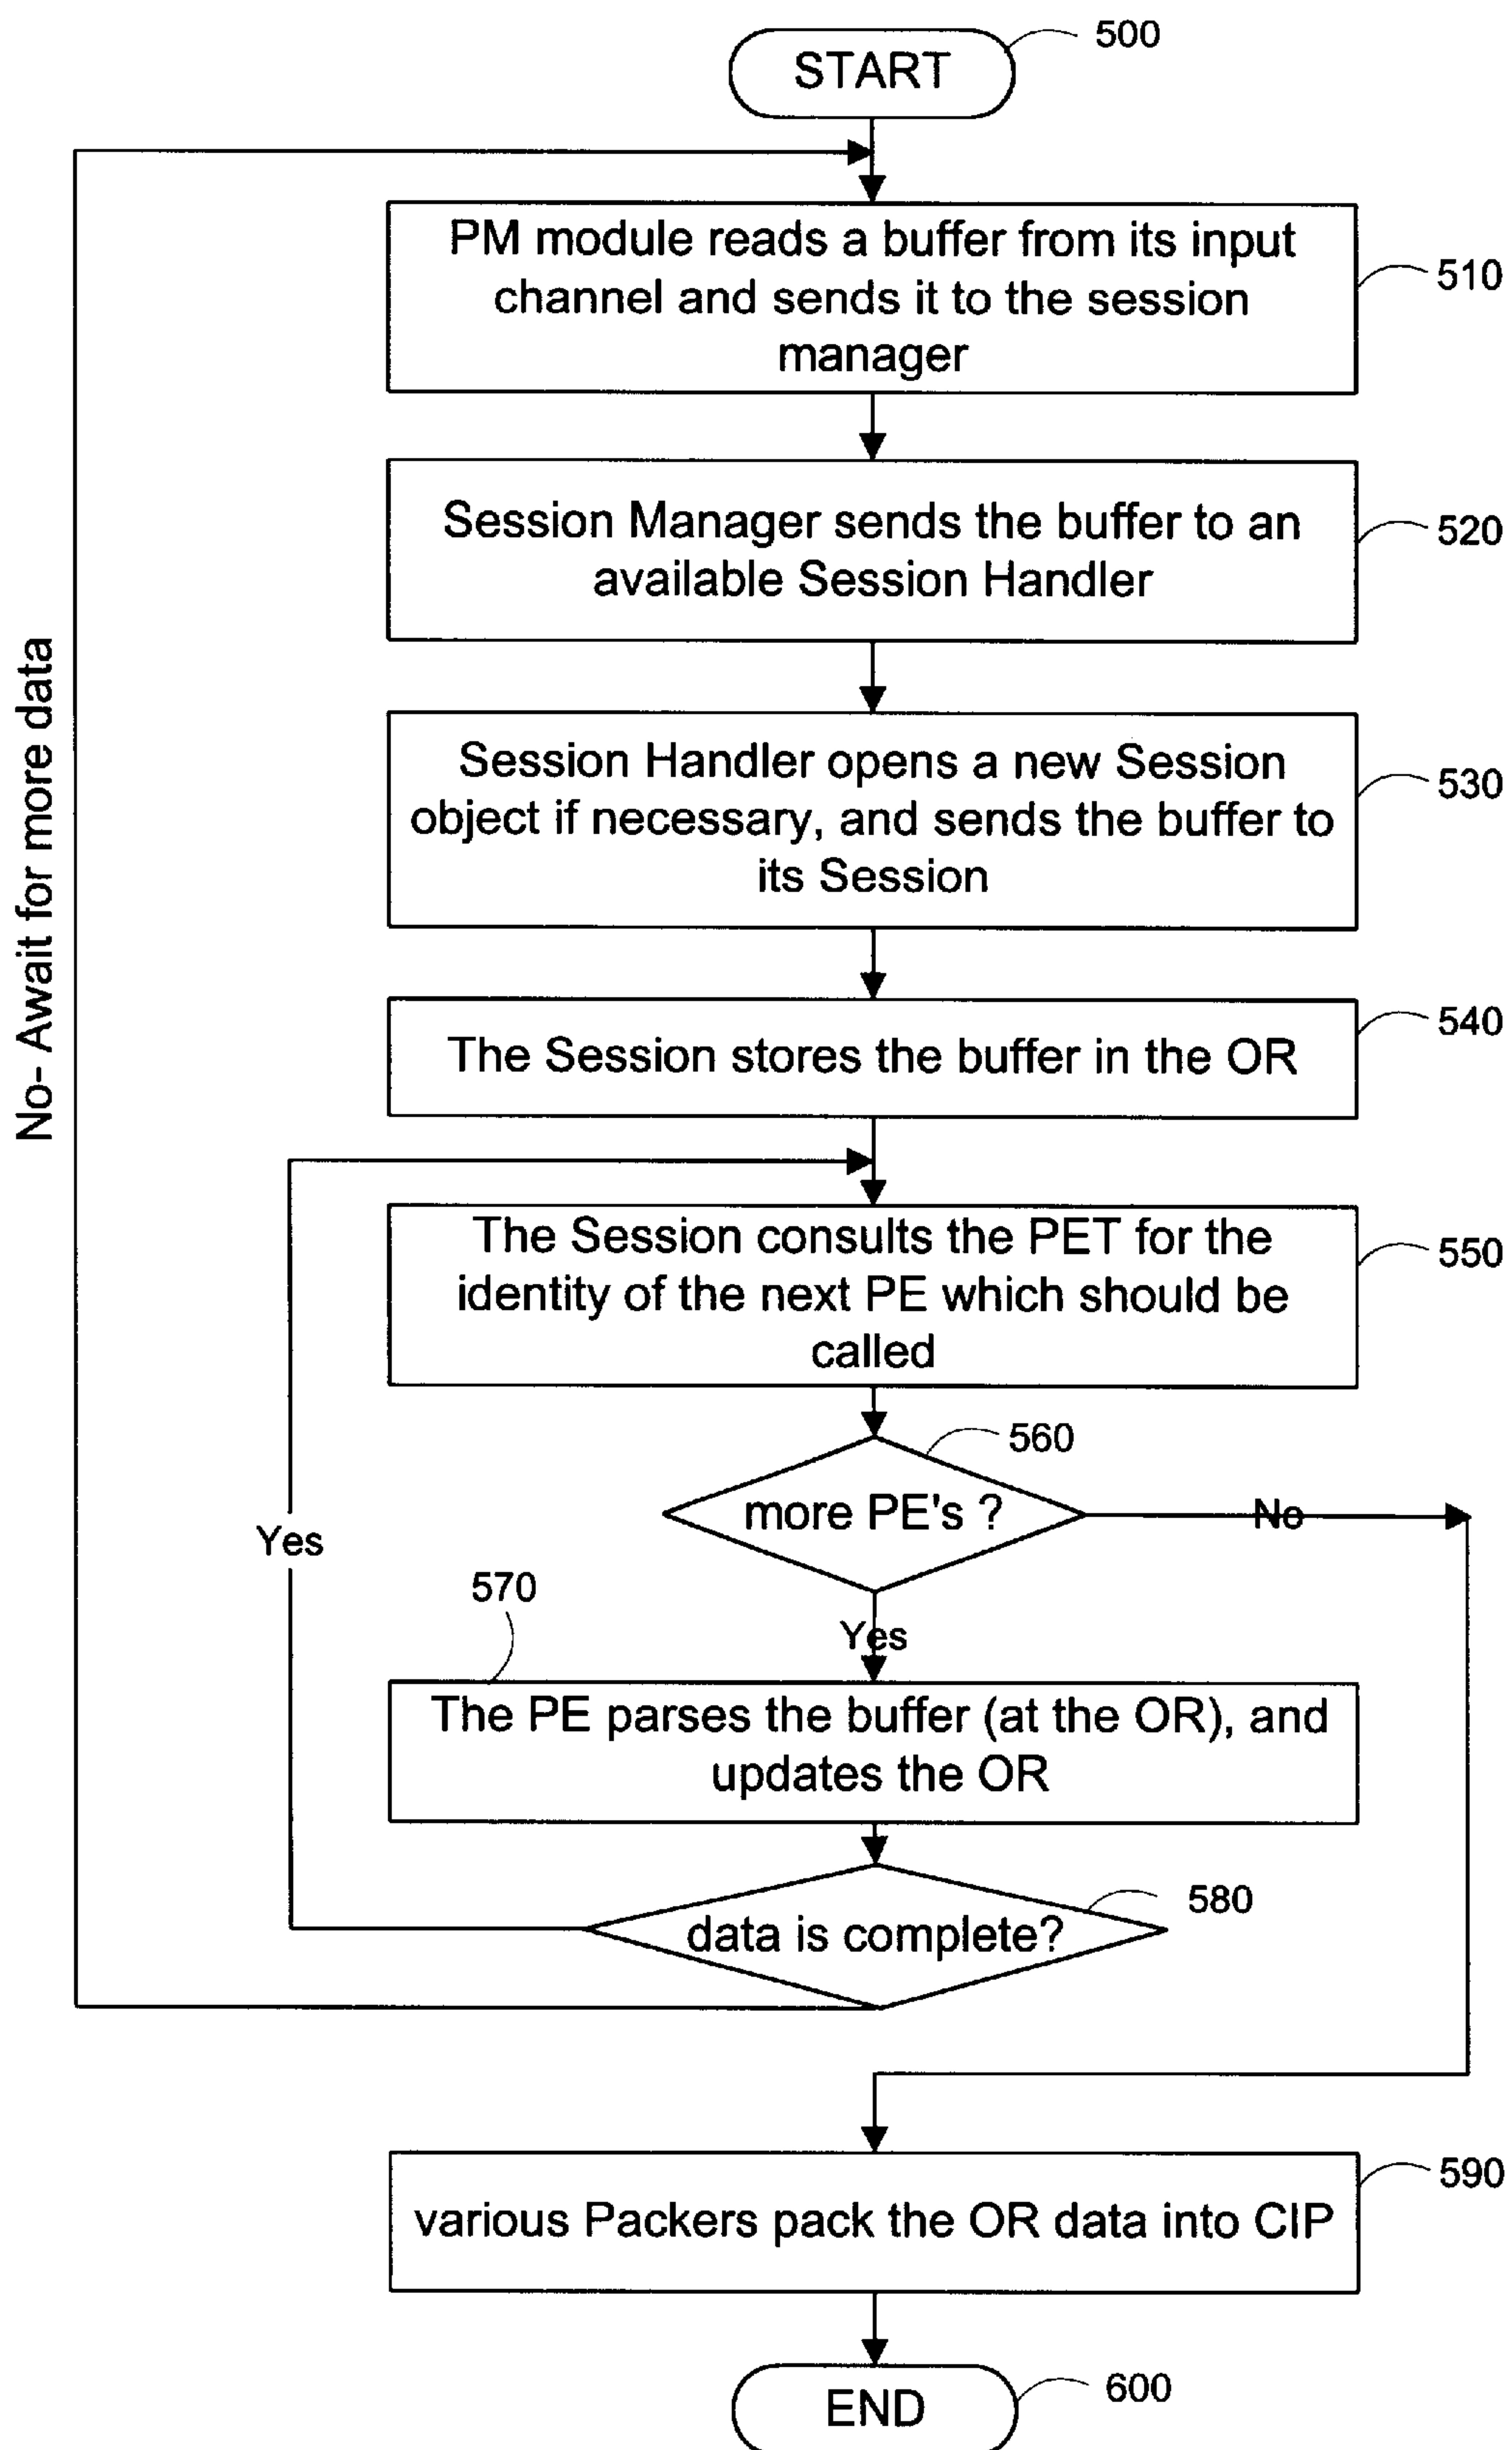 START
500
PM module reads a buffer from its input
channel and sends it to the session
manager
510
Session Manager sends the buffer to an
available Session Handler
520
No- Await for more data
Session Handler opens a new Session
object if necessary, and sends the buffer to
its Session
530
The Session stores the buffer in the OR
540
The Session consults the PET for the
identity of the next PE which should be
called
550
560
more PE's ?
No
Yes
570
Yes
The PE parses the buffer (at the OR), and
updates the OR
580
data is complete?
590
various Packers pack the OR data into CIP
END
600